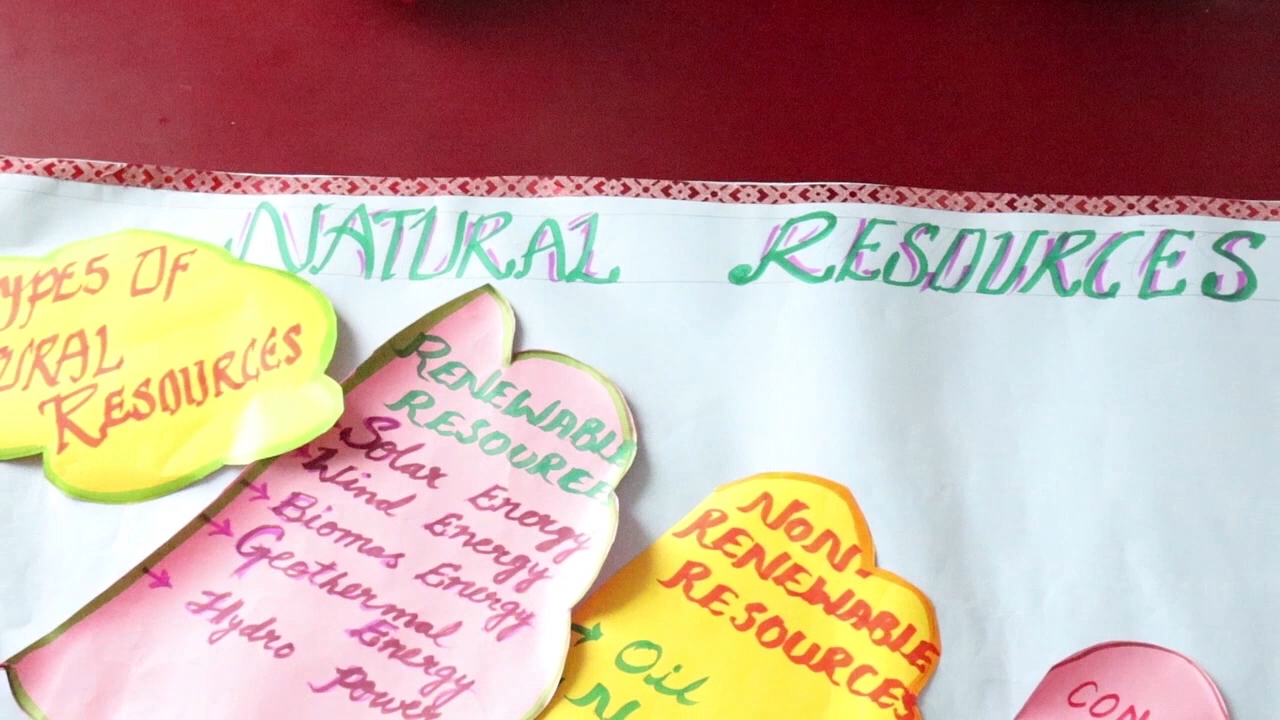 NATURAL RESOURCES
YPES OF
URAL
RESOURCES
RENEWABLE
RESOUREE
Solar Energy
Wind Energy
Biomas Energy
Geothermal
Energy
Hydro Power
NON-
RENEWABLE
RESOURCES
Oil
CON